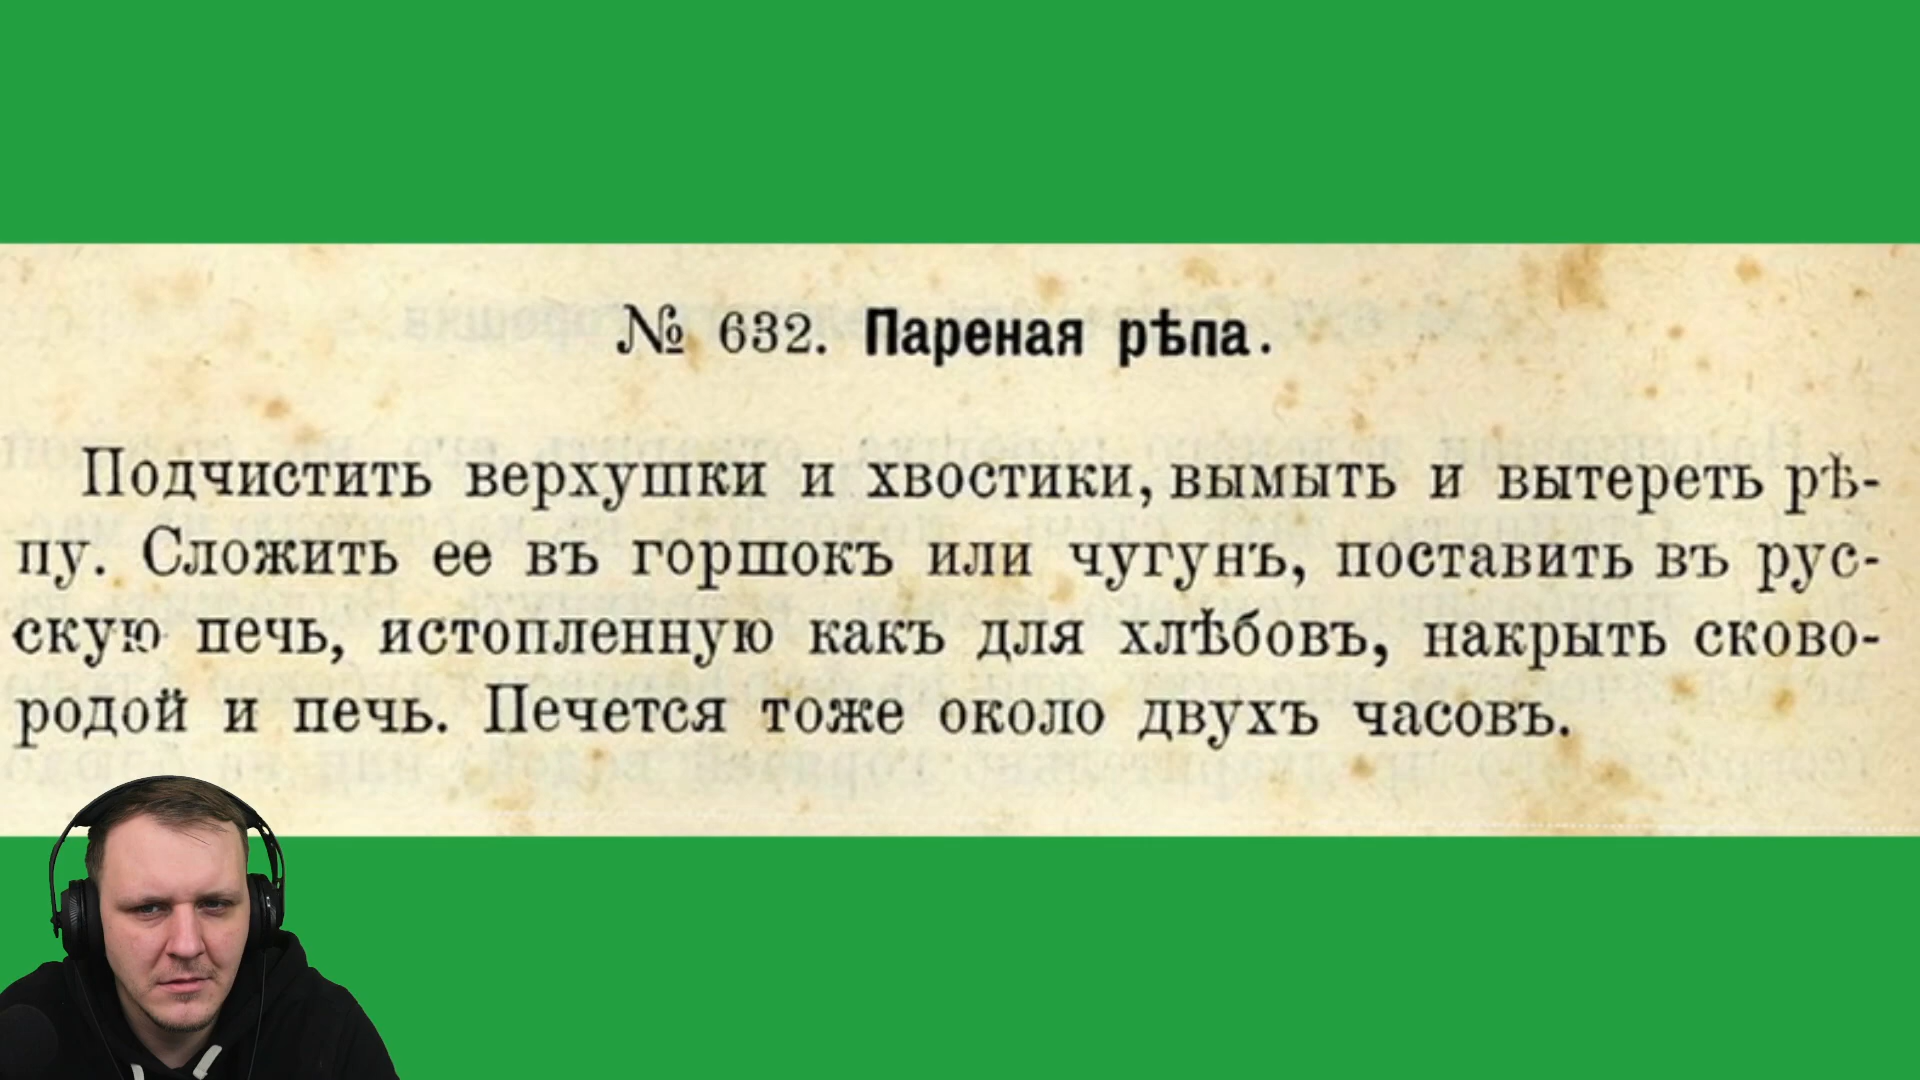 № 632. Пареная рѣпа.
Подчистить верхушки и хвостики, вымыть и вытереть рѣ-
пу. Сложить ее въ горшокъ или чугунъ, поставить въ рус-
скую печь, истопленную какъ для хлѣбовъ, накрыть сково-
родой и печь. Печется тоже около двухъ часовъ.